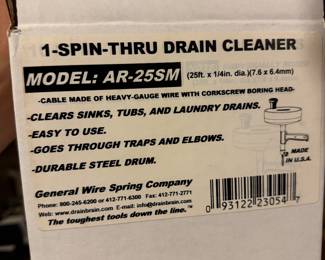 1-SPIN-THRU DRAIN CLEANER
MODEL: AR-25SM (25ft. x 1/4in. dia.)(7.6 x 6.4mm)
-CABLE MADE OF HEAVY-GAUGE WIRE WITH CORKSCREW BORING HEAD-
-CLEARS SINKS, TUBS, AND LAUNDRY DRAINS.
-EASY TO USE.
-GOES THROUGH TRAPS AND ELBOWS.
-DURABLE STEEL DRUM.
MADE
IN U.S.A.
General Wire Spring Company
Phone: 800-245-6200 or 412-771-6300 Fax: 412-771-2771
Web: www.drainbrain.com E-mail: info@drainbrain.com
The toughest tools down the line.™
0 93122 23054 7